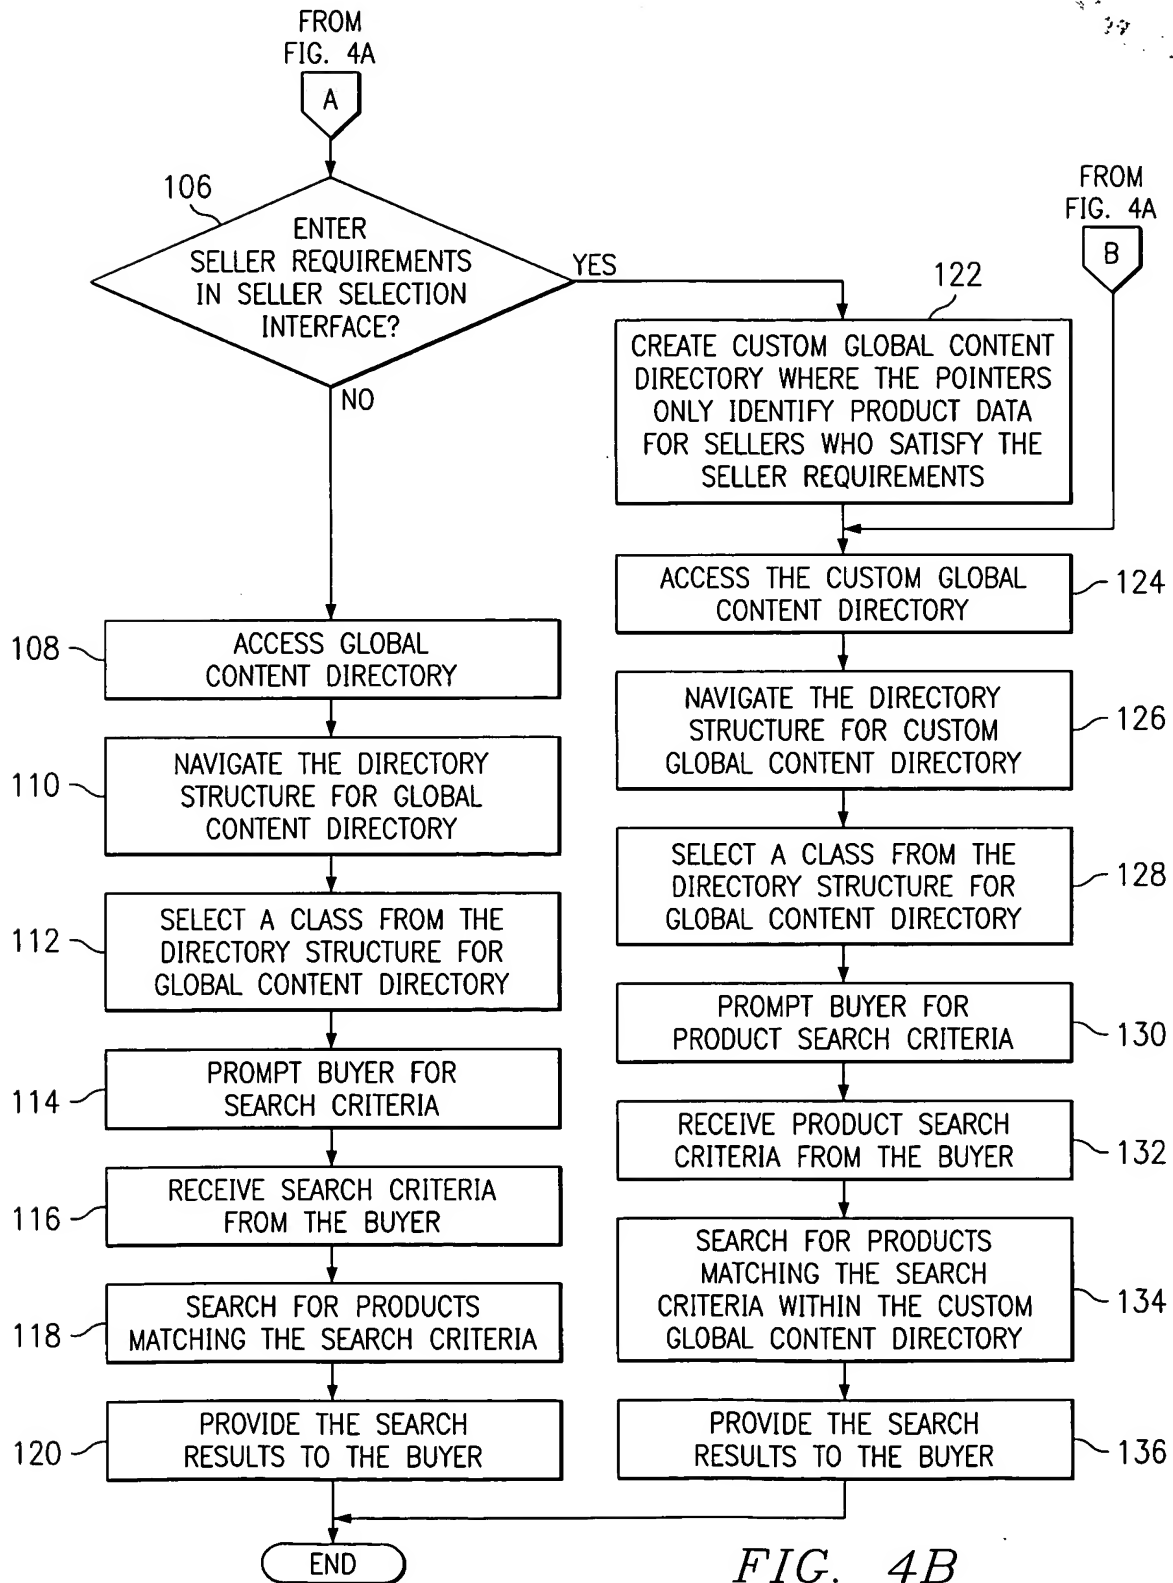 FROM
FIG. 4A
A
106
ENTER
SELLER REQUIREMENTS
IN SELLER SELECTION
INTERFACE?
YES
NO
108
ACCESS GLOBAL
CONTENT DIRECTORY
110
NAVIGATE THE DIRECTORY
STRUCTURE FOR GLOBAL
CONTENT DIRECTORY
112
SELECT A CLASS FROM THE
DIRECTORY STRUCTURE FOR
GLOBAL CONTENT DIRECTORY
114
PROMPT BUYER FOR
SEARCH CRITERIA
116
RECEIVE SEARCH CRITERIA
FROM THE BUYER
118
SEARCH FOR PRODUCTS
MATCHING THE SEARCH CRITERIA
120
PROVIDE THE SEARCH
RESULTS TO THE BUYER
END
FROM
FIG. 4A
B
122
CREATE CUSTOM GLOBAL CONTENT
DIRECTORY WHERE THE POINTERS
ONLY IDENTIFY PRODUCT DATA
FOR SELLERS WHO SATISFY THE
SELLER REQUIREMENTS
ACCESS THE CUSTOM GLOBAL
CONTENT DIRECTORY
124
NAVIGATE THE DIRECTORY
STRUCTURE FOR CUSTOM
GLOBAL CONTENT DIRECTORY
126
SELECT A CLASS FROM THE
DIRECTORY STRUCTURE FOR
GLOBAL CONTENT DIRECTORY
128
PROMPT BUYER FOR
PRODUCT SEARCH CRITERIA
130
RECEIVE PRODUCT SEARCH
CRITERIA FROM THE BUYER
132
SEARCH FOR PRODUCTS
MATCHING THE SEARCH
CRITERIA WITHIN THE CUSTOM
GLOBAL CONTENT DIRECTORY
134
PROVIDE THE SEARCH
RESULTS TO THE BUYER
136
FIG. 4B